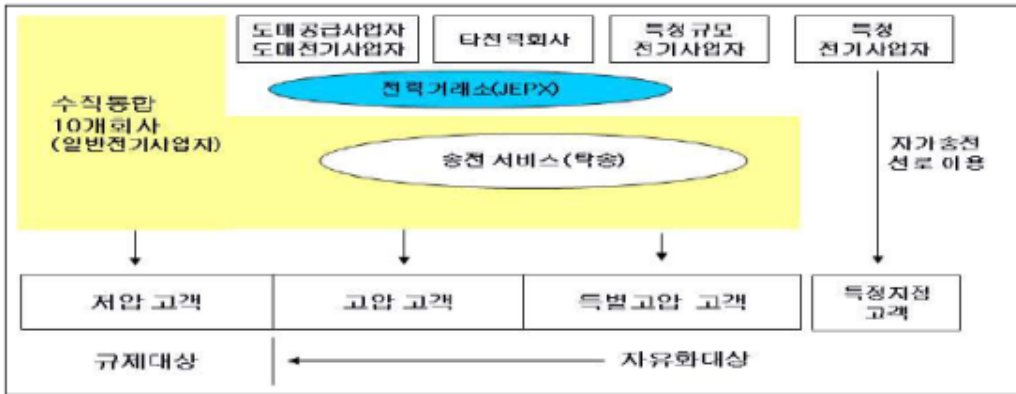 도매공급사업자
도매전기사업자
타전력회사
특정규모
전기사업자
특정
전기사업자
전력거래소(JEPX)
수직통합
10개회사
(일반전기사업자)
송전 서비스(탁송)
자가송전
선로 이용
저압 고객
고압 고객
특별고압 고객
특정지점
고객
규제대상
자유화대상